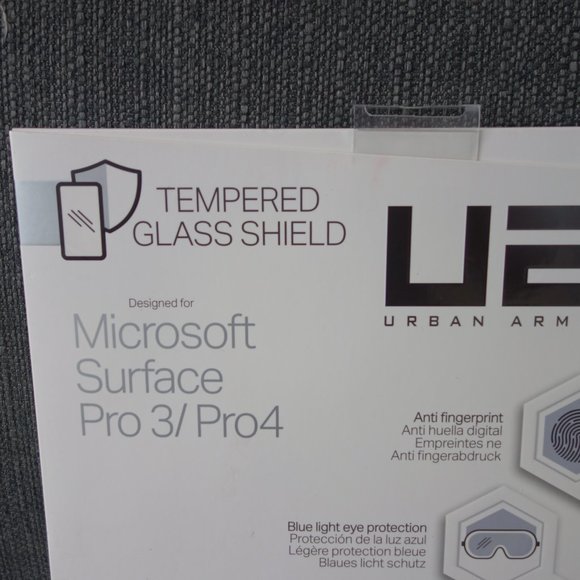 TEMPERED
GLASS SHIELD
Designed for
Microsoft
Surface
Pro 3/ Pro4
URBAN ARM
Anti fingerprint
Anti huella digital
Empreintes ne
Anti fingerabdruck
Blue light eye protection
Protección de la luz azul
Légère protection bleue
Blaues licht schutz